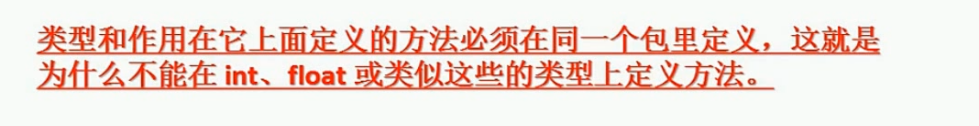 类型和作用在它上面定义的方法必须在同一个包里定义，这就是
为什么不能在 int、float 或类似这些的类型上定义方法。